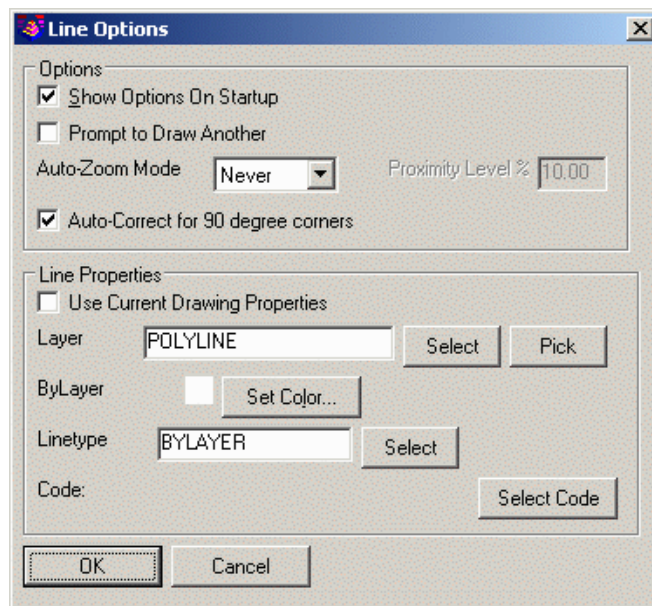 Line Options
Options
Show Options On Startup
Prompt to Draw Another
Auto-Zoom Mode Never Proximity Level % 10.00
Auto-Correct for 90 degree corners
Line Properties
Use Current Drawing Properties
Layer POLYLINE Select Pick
ByLayer Set Color...
Linetype BYLAYER Select
Code: Select Code
OK Cancel